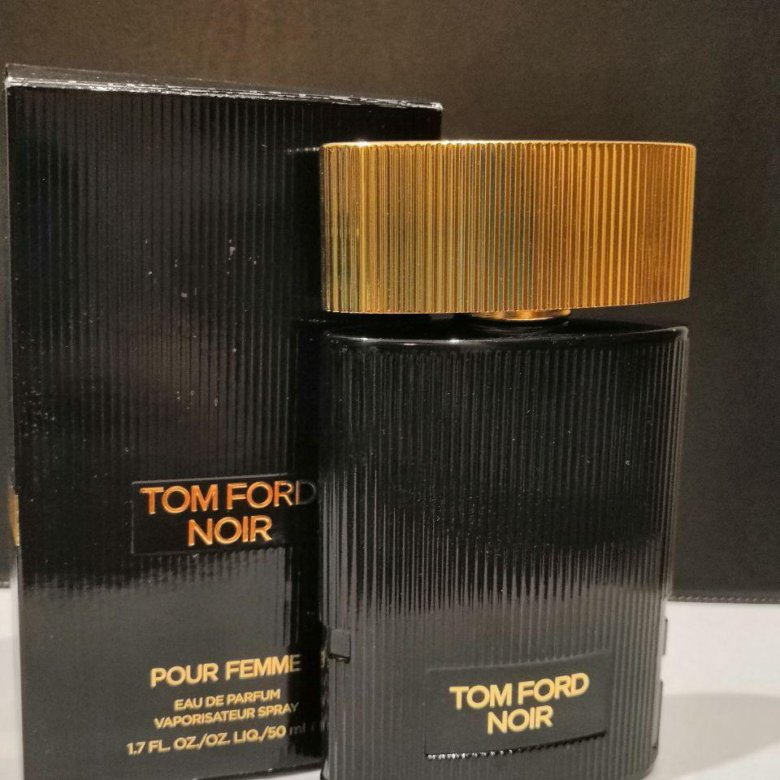 TOM FORD
NOIR
POUR FEMME
EAU DE PARFUM
VAPORISATEUR SPRAY
1.7 FL. OZ./OZ. LIQ./50 ml
TOM FORD
NOIR